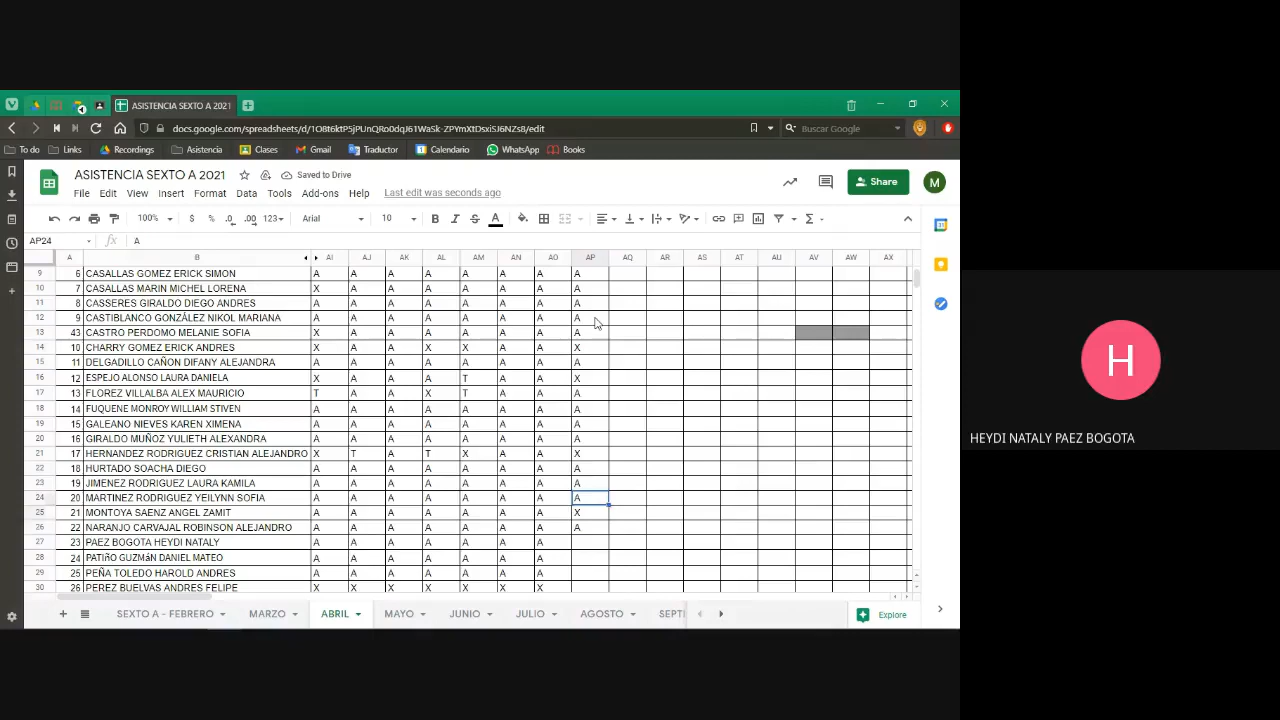 ASISTENCIA SEXTO A 2021
docs.google.com/spreadsheets/d/1O8t6ktP5jPUnQRo0dqJ61WaSk-ZPYmXtDsxiSJ6NZs8/edit
Buscar Google
To do Links Recordings Asistencia Clases Gmail Traductor Calendario WhatsApp Books
ASISTENCIA SEXTO A 2021 Saved to Drive
Share M
File Edit View Insert Format Data Tools Add-ons Help Last edit was seconds ago
100% $ % .0 .00 123 Arial 10 B I S A
AP24 fx A
A B AI AJ AK AL AM AN AO AP AQ AR AS AT AU AV AW AX
9 6 CASALLAS GOMEZ ERICK SIMON A A A A A A A A
10 7 CASALLAS MARIN MICHEL LORENA X A A A A A A A
11 8 CASSERES GIRALDO DIEGO ANDRES A A A A A A A A
12 9 CASTIBLANCO GONZÁLEZ NIKOL MARIANA A A A A A A A A
13 43 CASTRO PERDOMO MELANIE SOFIA X A A A A A A A
14 10 CHARRY GOMEZ ERICK ANDRES X A X X X A A X
15 11 DELGADILLO CAÑON DIFANY ALEJANDRA A A A A A A A A
16 12 ESPEJO ALONSO LAURA DANIELA X A A A T A A X
17 13 FLOREZ VILLALBA ALEX MAURICIO T A A X T A A A
18 14 FUQUENE MONROY WILLIAM STIVEN A A A A A A A A
19 15 GALEANO NIEVES KAREN XIMENA A A A A A A A A
20 16 GIRALDO MUÑOZ YULIETH ALEXANDRA A A A A A A A A
21 17 HERNANDEZ RODRIGUEZ CRISTIAN ALEJANDRO X T A T X A A X
22 18 HURTADO SOACHA DIEGO A A A A A A A A
23 19 JIMENEZ RODRIGUEZ LAURA KAMILA A A A A A A A A
24 20 MARTINEZ RODRIGUEZ YEILYNN SOFIA A A A A A A A A
25 21 MONTOYA SAENZ ANGEL ZAMIT A A A A A A A X
26 22 NARANJO CARVAJAL ROBINSON ALEJANDRO A A A A A A A A
27 23 PAEZ BOGOTA HEYDI NATALY A A A A A A A
28 24 PATIñO GUZMáN DANIEL MATEO A A A A A A A
29 25 PEÑA TOLEDO HAROLD ANDRES A A A A A A A
30 26 PEREZ BUELVAS ANDRES FELIPE X X X X X X X
SEXTO A - FEBRERO MARZO ABRIL MAYO JUNIO JULIO AGOSTO SEPTI Explore
H
HEYDI NATALY PAEZ BOGOTA